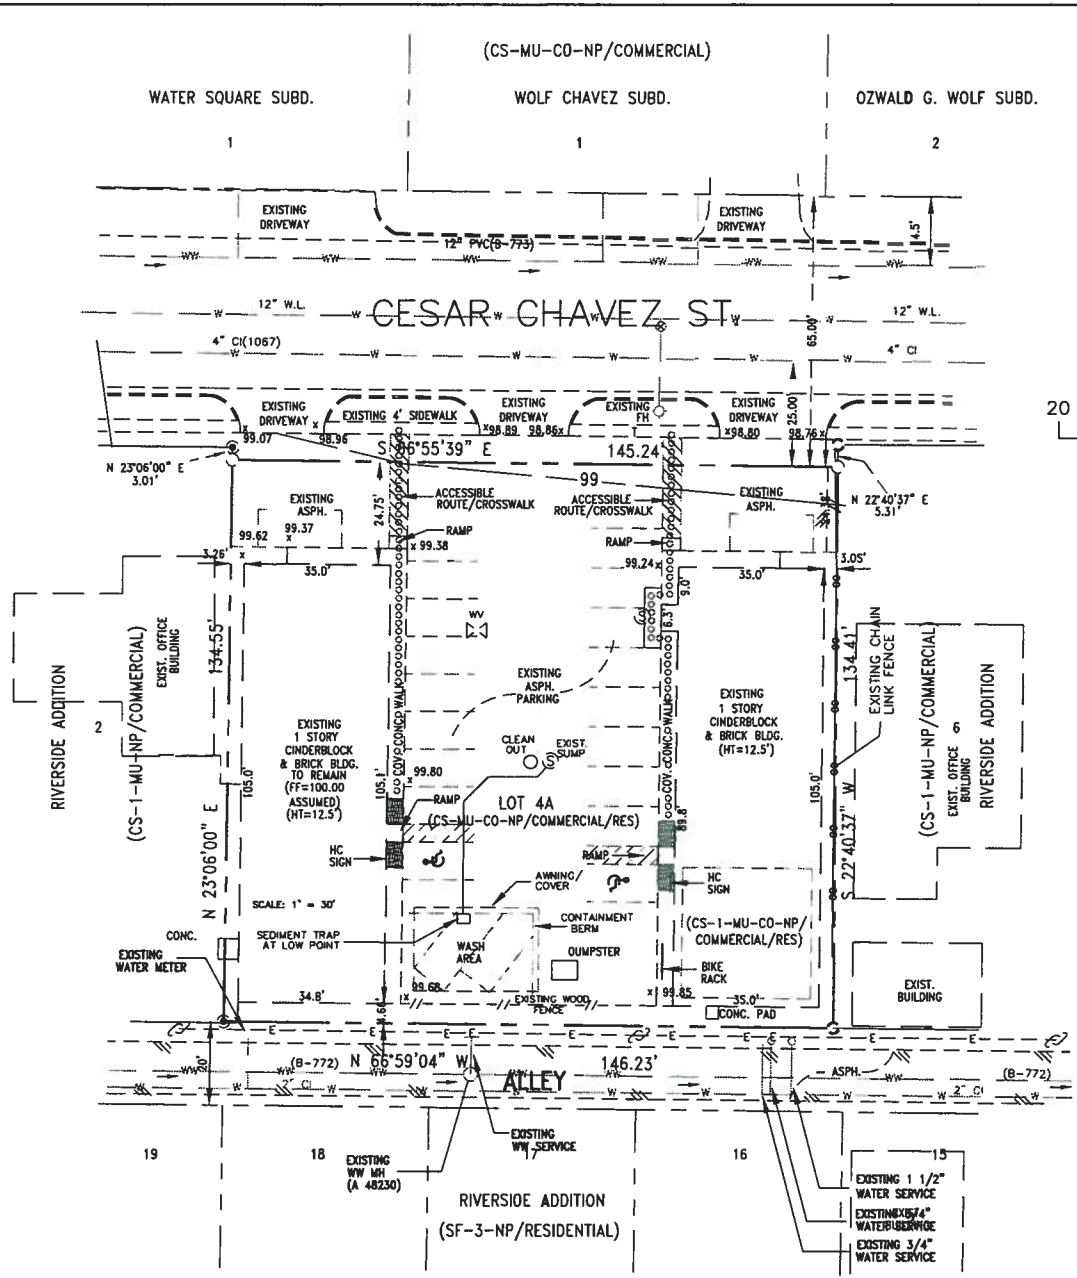 (CS-MU-CO-NP/COMMERCIAL)
WATER SQUARE SUBD.
WOLF CHAVEZ SUBD.
OZWALD G. WOLF SUBD.
1
1
2
EXISTING
DRIVEWAY
EXISTING
DRIVEWAY
4.5'
12" PVC(B-773)
WW
WW
WW
WW
WW
12" W.L.
CESAR CHAVEZ ST.
12" W.L.
65.00'
4" CI(1067)
4" CI
25.00'
EXISTING
DRIVEWAY
EXISTING 4' SIDEWALK
EXISTING
DRIVEWAY
EXISTING
FH
EXISTING
DRIVEWAY
20
99.07
98.96
98.89
98.86
98.80
98.76
N 23°06'00" E
3.01'
S 66°55'39" E
145.24'
99
N 22°40'37" E
5.31'
EXISTING
ASPH.
24.75'
ACCESSIBLE
ROUTE/CROSSWALK
ACCESSIBLE
ROUTE/CROSSWALK
EXISTING
ASPH.
RAMP
RAMP
99.62
99.37
99.38
99.24
3.26'
35.0'
35.0'
3.05'
9.0'
6.3'
WV
RIVERSIDE ADDITION
2
(CS-1-MU-NP/COMMERCIAL)
EXIST. OFFICE
BUILDING
134.55'
N 23°06'00" E
105.0'
EXISTING
1 STORY
CINDERBLOCK
& BRICK BLDG.
TO REMAIN
(FF=100.00
ASSUMED)
(HT=12.5')
105.1'
COV. CONC. WALK
EXISTING
ASPH.
PARKING
CLEAN
OUT
EXIST.
SUMP
COV. CONC. WALK
EXISTING
1 STORY
CINDERBLOCK
& BRICK BLDG.
(HT=12.5')
105.0'
134.41'
S 22°40'37" W
EXISTING CHAIN
LINK FENCE
(CS-1-MU-NP/COMMERCIAL)
6
EXIST. OFFICE
BUILDING
RIVERSIDE ADDITION
99.80
RAMP
LOT 4A
(CS-MU-CO-NP/COMMERCIAL/RES)
89.8'
HC
SIGN
RAMP
HC
SIGN
AWNING/
COVER
SCALE: 1" = 30'
CONTAINMENT
BERM
(CS-1-MU-CO-NP/
COMMERCIAL/RES)
CONC.
SEDIMENT TRAP
AT LOW POINT
WASH
AREA
DUMPSTER
EXISTING
WATER METER
BIKE
RACK
EXIST.
BUILDING
99.68
99.85
34.8'
4.66'
EXISTING WOOD
FENCE
35.0'
CONC. PAD
20'
(B-772)
N 66°59'04" W
146.23'
ASPH.
(B-772)
2" CI
ALLEY
2" CI
19
18
17
16
15
EXISTING
WW SERVICE
EXISTING
WW MH
(A 48230)
RIVERSIDE ADDITION
(SF-3-NP/RESIDENTIAL)
EXISTING 1 1/2"
WATER SERVICE
EXISTING 3/4"
WATER SERVICE
EXISTING 3/4"
WATER SERVICE